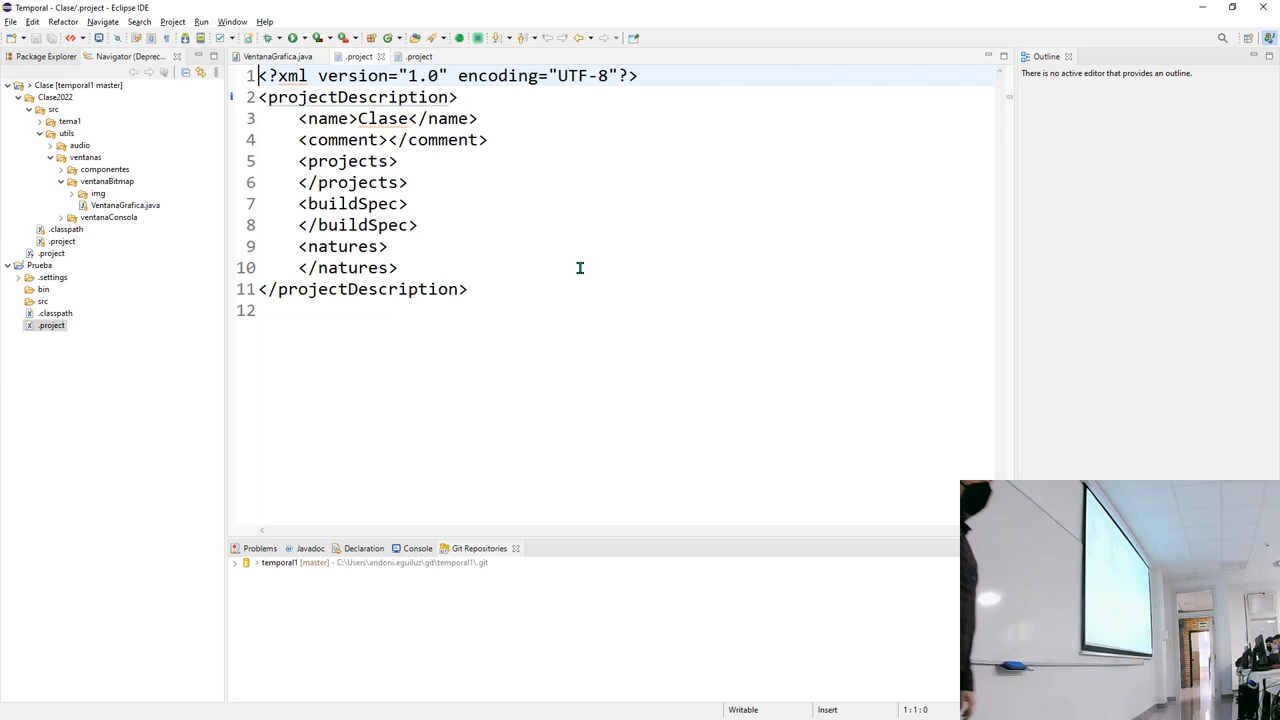 Temporal - Clase/.project - Eclipse IDE
File Edit Refactor Navigate Search Project Run Window Help
Package Explorer Navigator (Deprec...
VentanaGrafica.java .project .project
Outline
There is no active editor that provides an outline.
> Clase [temporal1 master]
Clase2022
src
tema1
utils
audio
ventanas
componentes
ventanaBitmap
img
VentanaGrafica.java
ventanaConsola
.classpath
.project
.project
Prueba
.settings
bin
src
.classpath
.project
1 <?xml version="1.0" encoding="UTF-8"?>
2 <projectDescription>
3 <name>Clase</name>
4 <comment></comment>
5 <projects>
6 </projects>
7 <buildSpec>
8 </buildSpec>
9 <natures>
10 </natures>
11 </projectDescription>
12
Problems Javadoc Declaration Console Git Repositories
> temporal1 [master] - C:\Users\andoni.eguiluz\git\temporal1\.git
Writable Insert 1 : 1 : 0